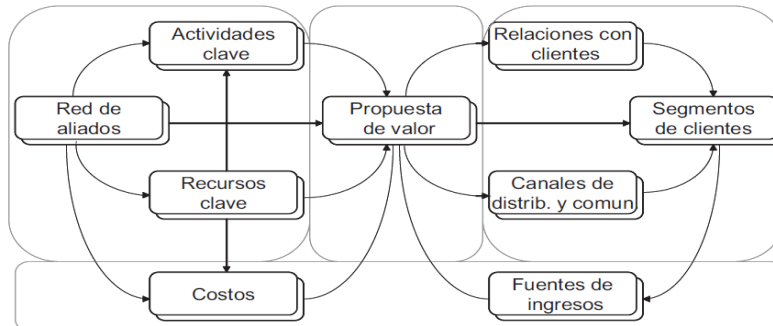 Actividades
clave
Relaciones con
clientes
Red de
aliados
Propuesta
de valor
Segmentos
de clientes
Recursos
clave
Canales de
distrib. y comun.
Costos
Fuentes de
ingresos